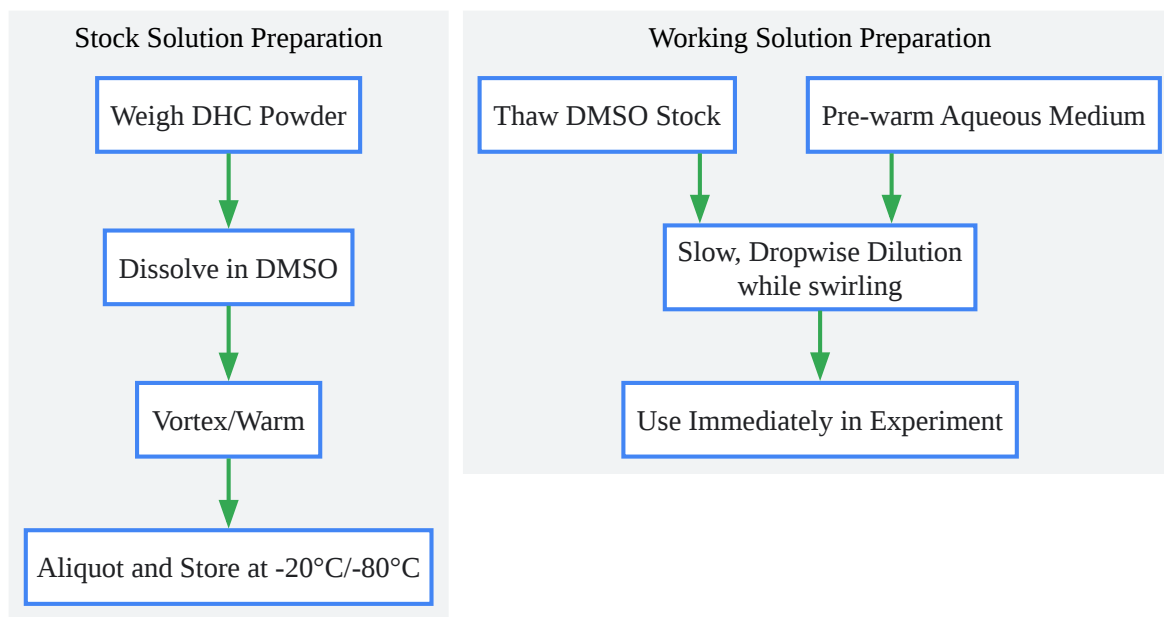 Stock Solution Preparation
Weigh DHC Powder
Dissolve in DMSO
Vortex/Warm
Aliquot and Store at -20°C/-80°C
Working Solution Preparation
Thaw DMSO Stock
Pre-warm Aqueous Medium
Slow, Dropwise Dilution
while swirling
Use Immediately in Experiment